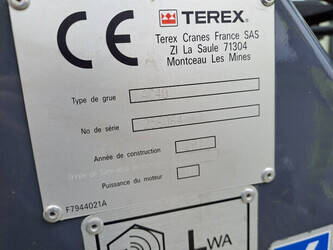 CE TEREX
Terex Cranes France SAS
ZI La Saule 71304
Montceau Les Mines
Type de grue
No de série
Année de construction
Puissance du moteur
F7944021A
LWA